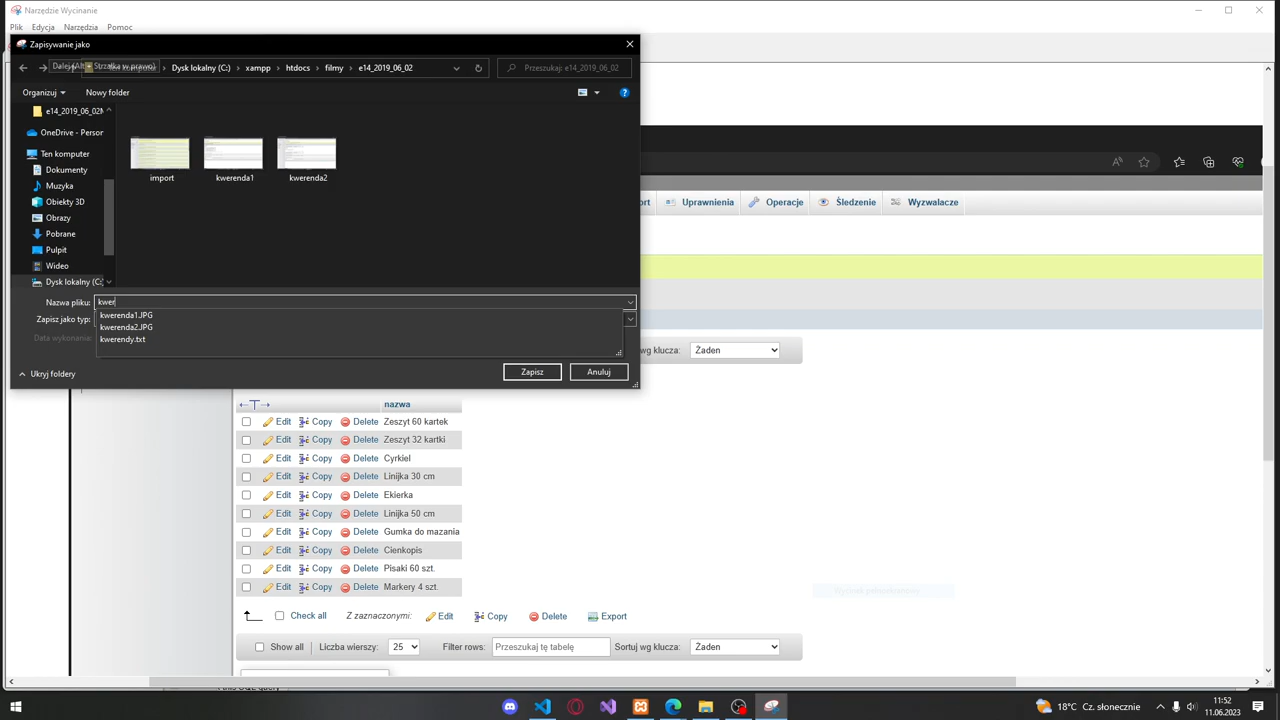 Narzędzie Wycinanie
Plik Edycja Narzędzia Pomoc
Zapisywanie jako
Dysk lokalny (C:) xampp htdocs filmy e14_2019_06_02
Przeszukaj: e14_2019_06_02
Organizuj New folder
e14_2019_06_02
OneDrive - Person
Ten komputer
Dokumenty
Muzyka
Obiekty 3D
Obrazy
Pobrane
Pulpit
Wideo
Dysk lokalny (C:)
import kwerenda1 kwerenda2
Nazwa pliku: kwer
kwerenda1.JPG
kwerenda2.JPG
kwerendy.txt
Zapisz jako typ:
Data wykonania:
Ukryj foldery Zapisz Anuluj
ort Uprawnienia Operacje Śledzenie Wyzwalacze
wg klucza: Żaden
nazwa
Edit Copy Delete Zeszyt 60 kartek
Edit Copy Delete Zeszyt 32 kartki
Edit Copy Delete Cyrkiel
Edit Copy Delete Linijka 30 cm
Edit Copy Delete Ekierka
Edit Copy Delete Linijka 50 cm
Edit Copy Delete Gumka do mazania
Edit Copy Delete Cienkopis
Edit Copy Delete Pisaki 60 szt.
Edit Copy Delete Markery 4 szt.
Check all Z zaznaczonymi: Edit Copy Delete Export
Show all Liczba wierszy: 25 Filter rows: Przeszukaj tę tabelę Sortuj wg klucza: Żaden
18°C Cz. słonecznie
11:52
11.06.2023